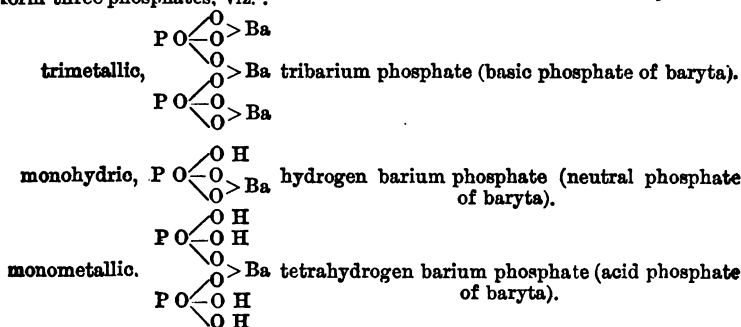 form three phosphates, viz. :
O
P O–O > Ba
O
trimetallic, > Ba tribarium phosphate (basic phosphate of baryta).
O
P O–O > Ba
O
O H
monohydric, P O–O > Ba hydrogen barium phosphate (neutral phosphate
O of baryta).
O H
P O–O H
O
monometallic. > Ba tetrahydrogen barium phosphate (acid phosphate
O of baryta).
P O–O H
O H